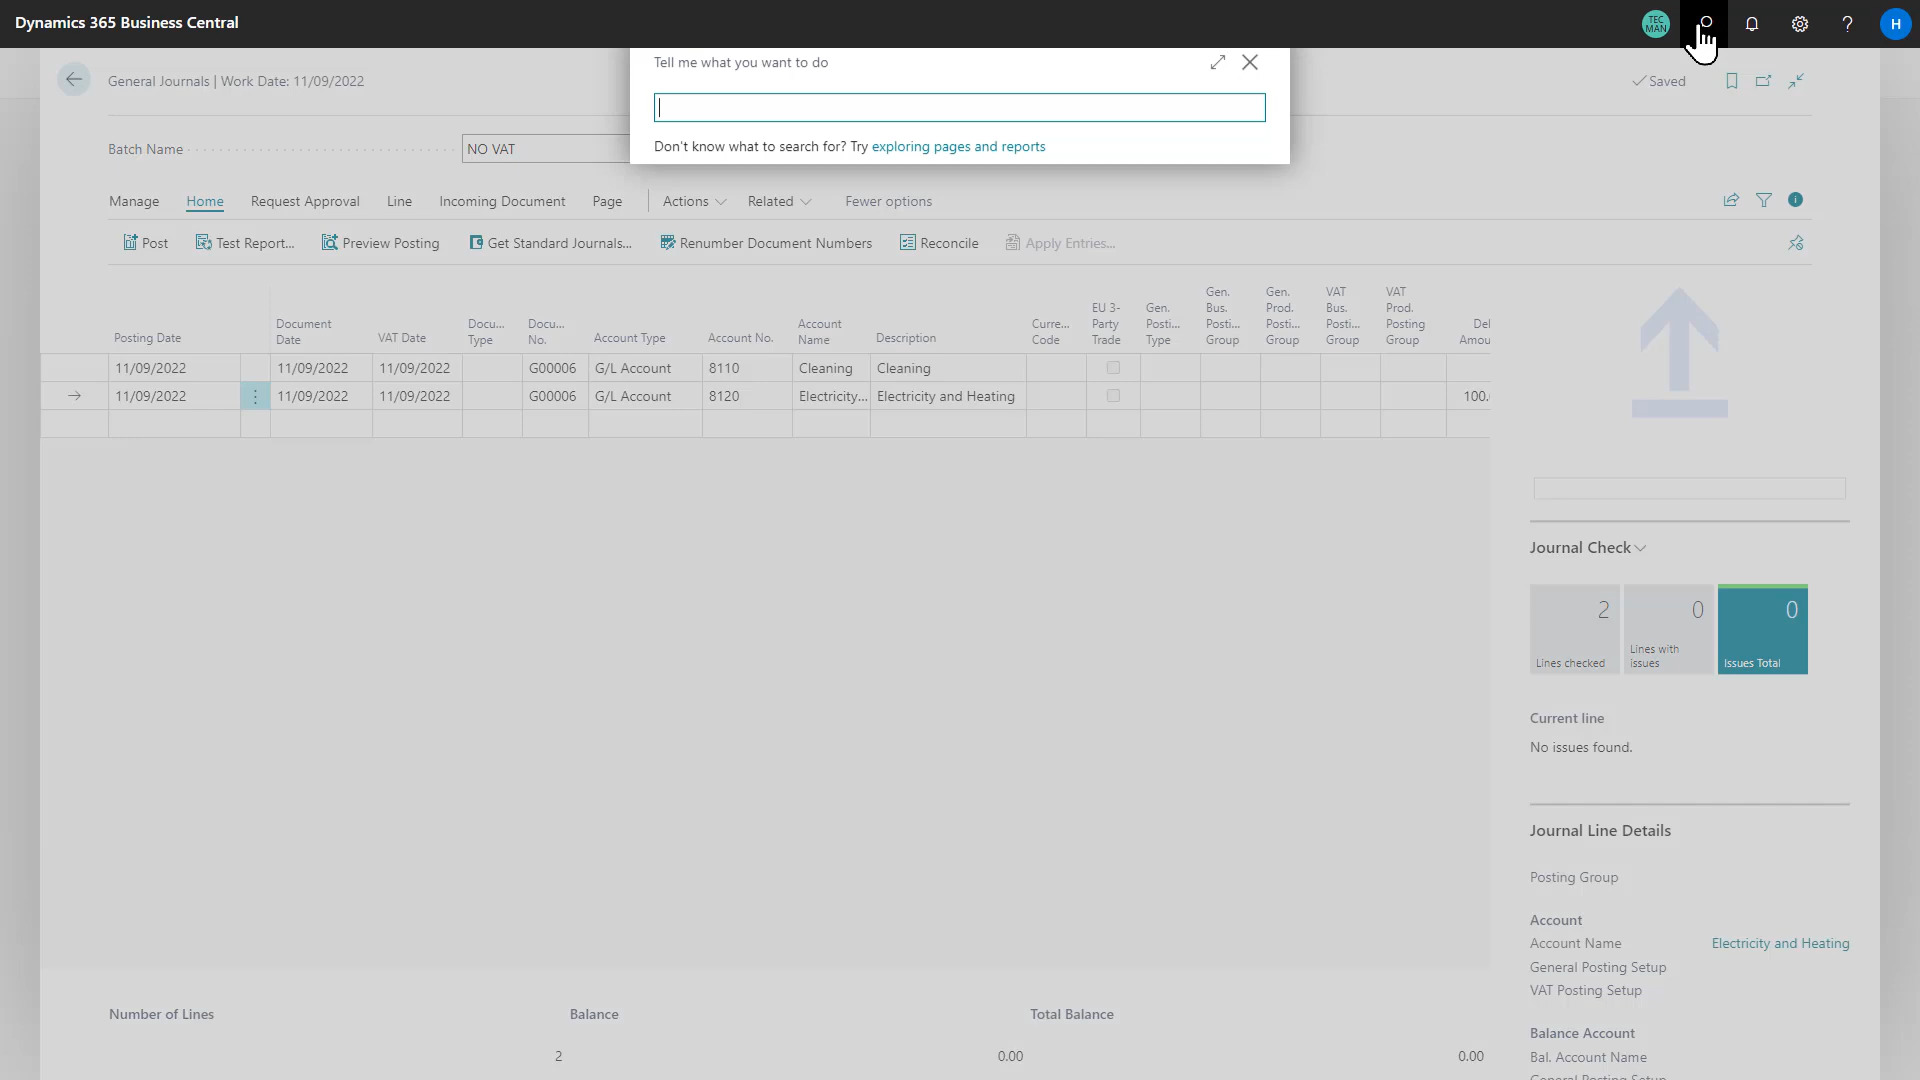 Dynamics 365 Business Central
TEC
MAN
?
H
Tell me what you want to do
General Journals | Work Date: 11/09/2022
Saved
Batch Name
NO VAT
Don't know what to search for? Try exploring pages and reports
Manage Home Request Approval Line Incoming Document Page Actions Related Fewer options
Post Test Report... Preview Posting Get Standard Journals... Renumber Document Numbers Reconcile Apply Entries...
Posting Date
Document
Date
VAT Date
Docu...
Type
Docu...
No.
Account Type
Account No.
Account
Name
Description
Curre...
Code
EU 3-
Party
Trade
Gen.
Posti...
Type
Gen.
Bus.
Posti...
Group
Gen.
Prod.
Posti...
Group
VAT
Bus.
Posti...
Group
VAT
Prod.
Posting
Group
11/09/2022 11/09/2022 11/09/2022 G00006 G/L Account 8110 Cleaning Cleaning
11/09/2022 11/09/2022 11/09/2022 G00006 G/L Account 8120 Electricity... Electricity and Heating 100.
Journal Check
2
Lines checked
0
Lines with
issues
0
Issues Total
Current line
No issues found.
Journal Line Details
Posting Group
Account
Account Name Electricity and Heating
General Posting Setup
VAT Posting Setup
Balance Account
Bal. Account Name
General Posting Setup
Number of Lines Balance Total Balance
2 0.00 0.00